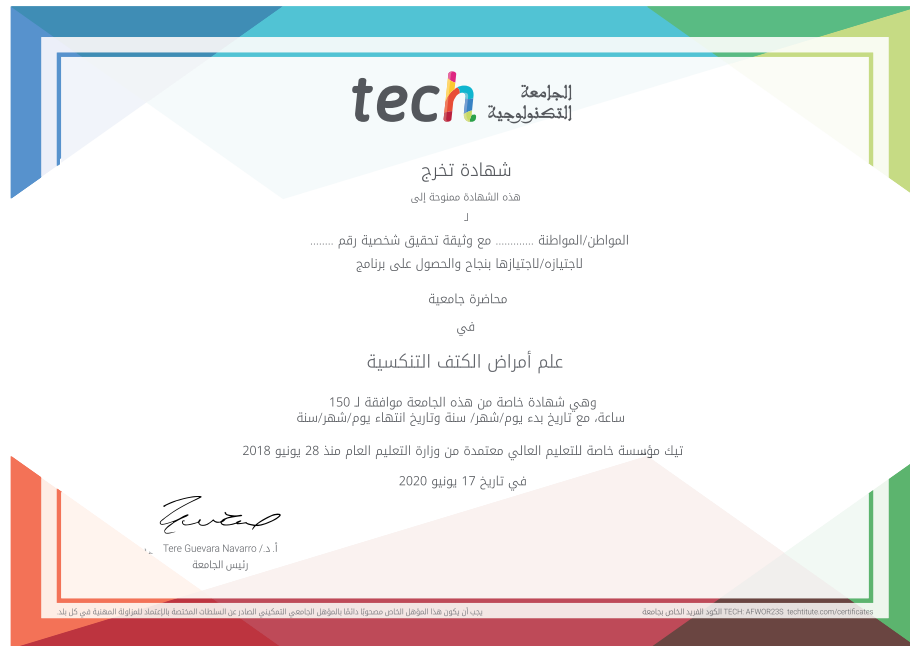 tech الجامعة
التكنولوجية
شهادة تخرج
هذه الشهادة ممنوحة إلى
لـ
المواطن/المواطنة ............. مع وثيقة تحقيق شخصية رقم ........
لاجتيازه/لاجتيازها بنجاح والحصول على برنامج
محاضرة جامعية
في
علم أمراض الكتف التنكسية
وهي شهادة خاصة من هذه الجامعة موافقة لـ 150
ساعة، مع تاريخ بدء يوم/شهر/ سنة وتاريخ انتهاء يوم/شهر/سنة
تيك مؤسسة خاصة للتعليم العالي معتمدة من وزارة التعليم العام منذ 28 يونيو 2018
في تاريخ 17 يونيو 2020
أ. د./ Tere Guevara Navarro
رئيس الجامعة
يجب أن يكون هذا المؤهل الخاص مصحوبًا دائمًا بالمؤهل الجامعي التمكيني الصادر عن السلطات المختصة بالإعتماد للمزاولة المهنية في كل بلد.
الكود الفريد الخاص بجامعة TECH: AFWOR23S techtitute.com/certificates